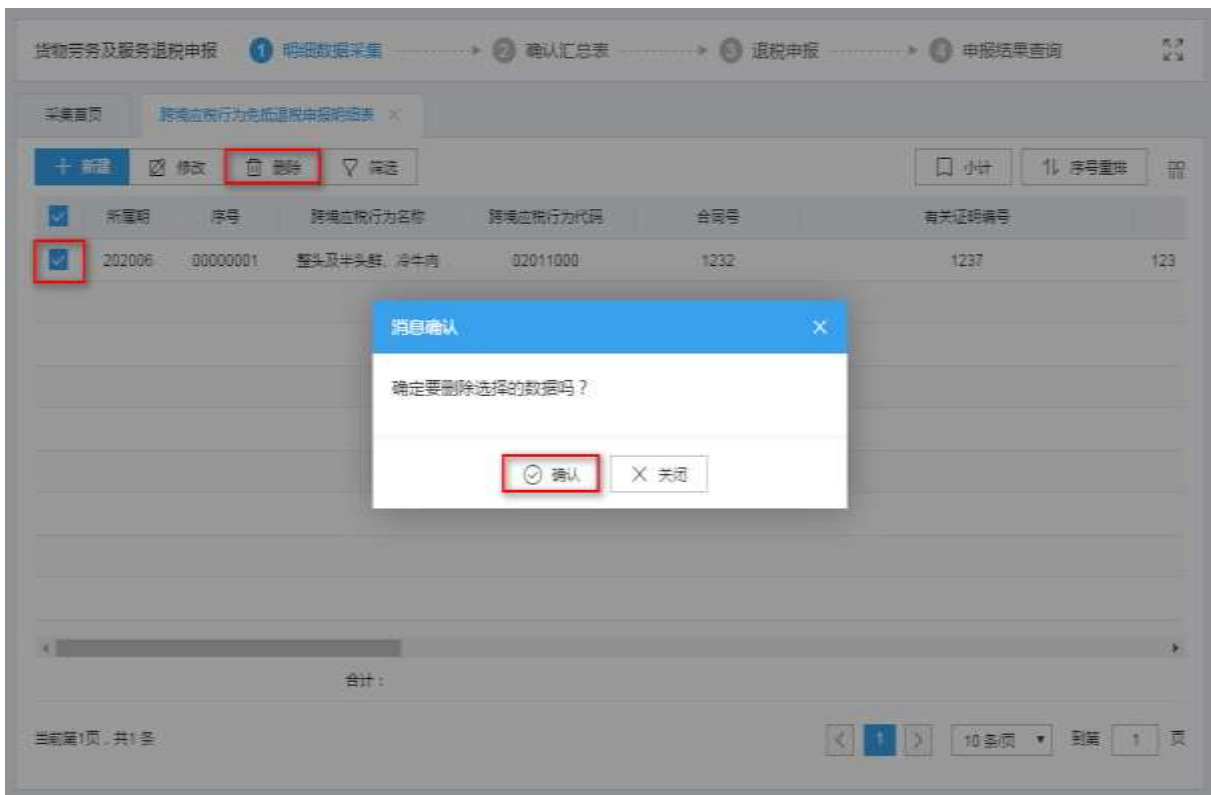 货物劳务及服务退税申报 1 明细数据采集 2 确认汇总表 3 退税申报 4 申报结果查询
采集首页 跨境应税行为免抵退税申报明细表
新建 修改 删除 筛选 小计 序号重排
所属期 序号 跨境应税行为名称 跨境应税行为代码 合同号 有关证明编号
202006 00000001 整头及半头鲜、冷牛肉 02011000 1232 1237 123
消息确认
确定要删除选择的数据吗？
确认 关闭
合计：
当前第1页，共1条 1 10条/页 到第 1 页